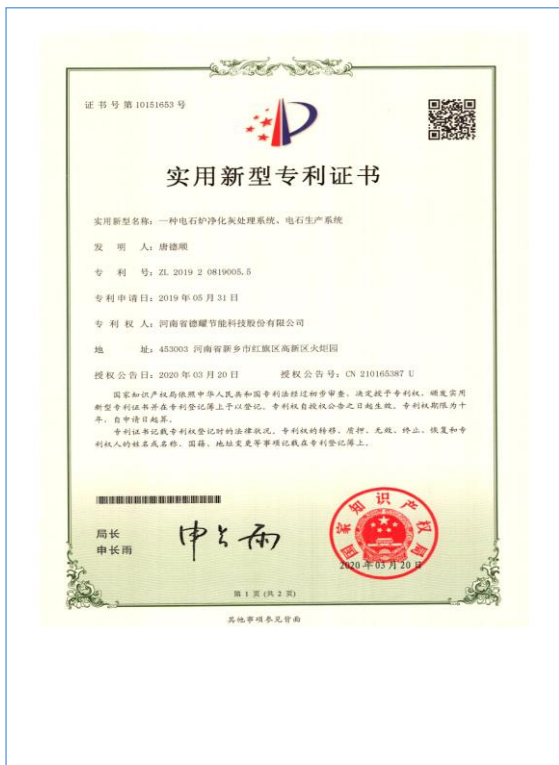 证书号第10151653号
实用新型专利证书
实用新型名称：一种电石炉净化灰处理系统、电石生产系统
发明人：唐德顺
专利号：ZL 2019 2 0819005.5
专利申请日：2019年05月31日
专利权人：河南省德耀节能科技股份有限公司
地址：453003 河南省新乡市红旗区高新区火炬园
授权公告日：2020年03月20日 授权公告号：CN 210165387 U
国家知识产权局依照中华人民共和国专利法经过初步审查，决定授予专利权，颁发实用
新型专利证书并在专利登记簿上予以登记。专利权自授权公告之日起生效。专利权期限为十
年，自申请日起算。
专利证书记载专利权登记时的法律状况。专利权的转移、质押、无效、终止、恢复和专
利权人的姓名或名称、国籍、地址变更等事项记载在专利登记簿上。
局长
申长雨
申长雨
国家知识产权局
2020年03月20日
第 1 页 (共 2 页)
其他事项参见背面